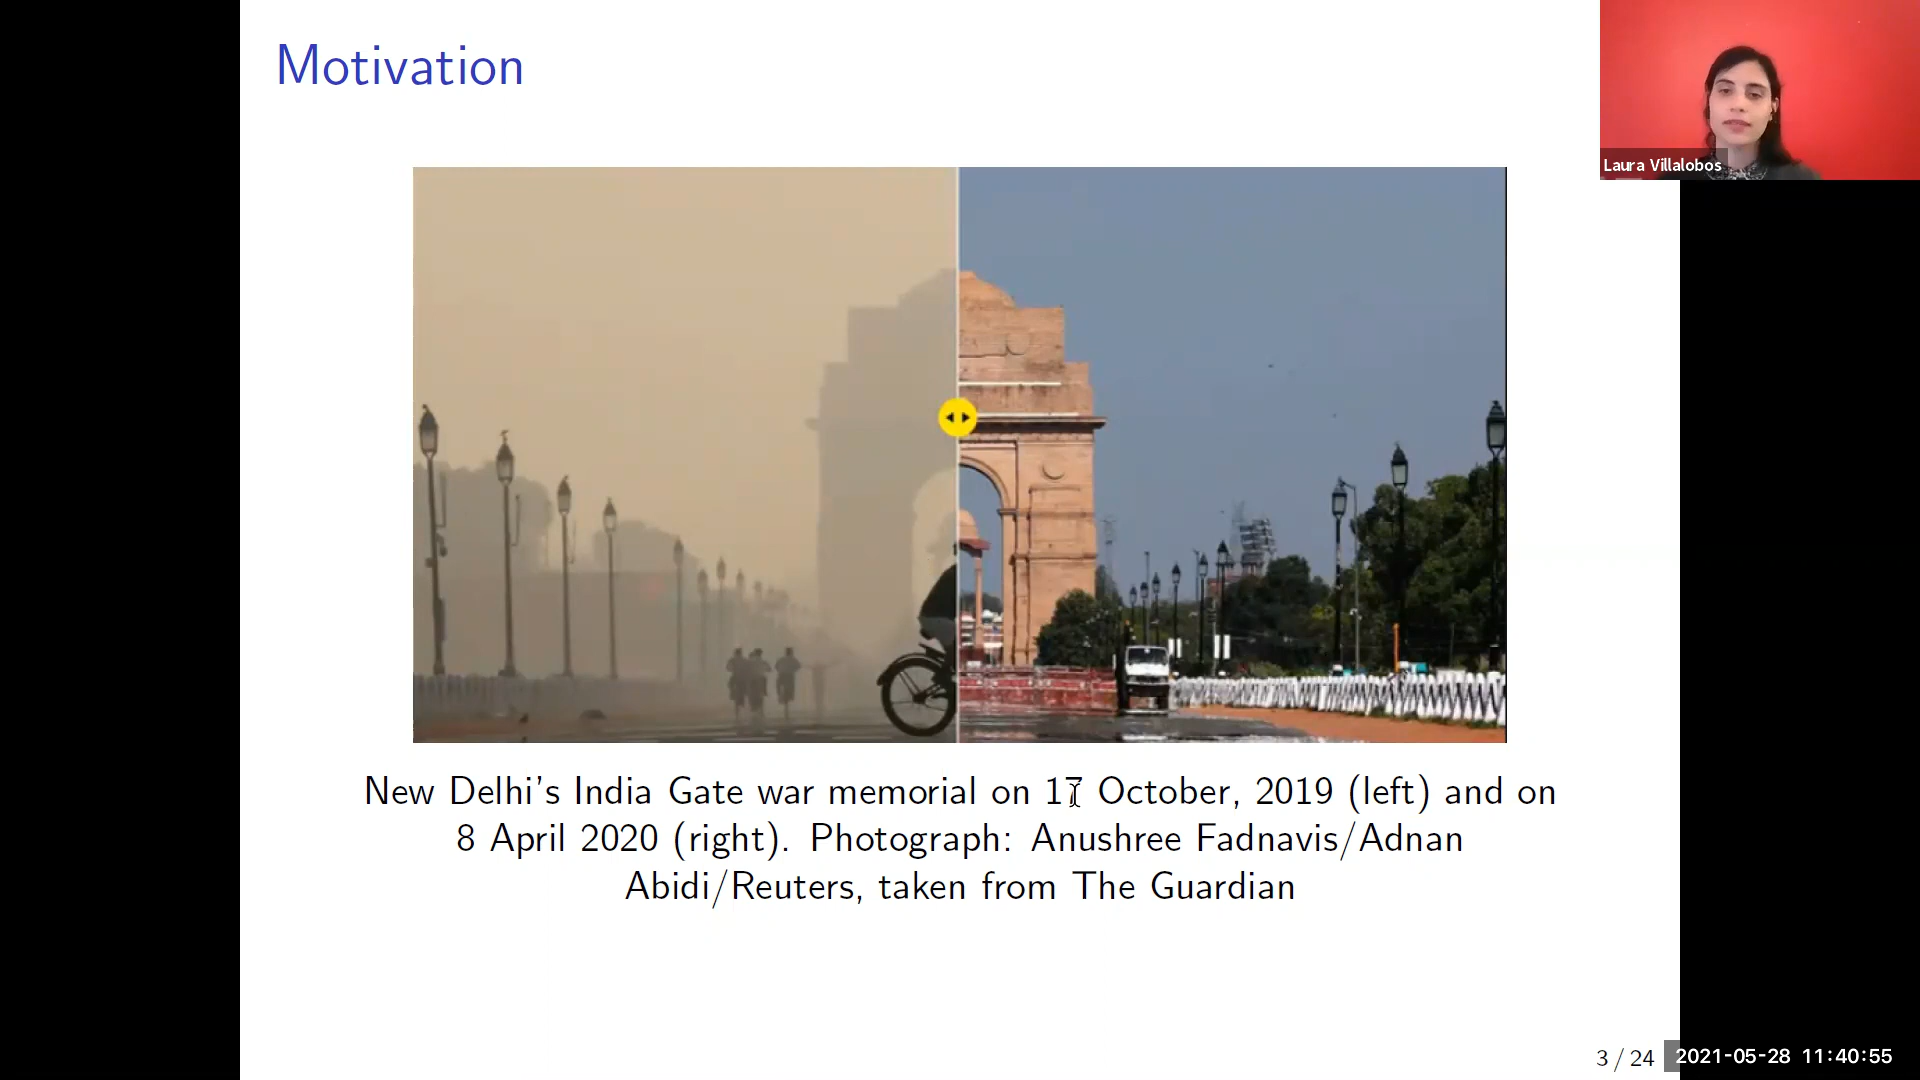 Motivation
Laura Villalobos
New Delhi's India Gate war memorial on 17 October, 2019 (left) and on
8 April 2020 (right). Photograph: Anushree Fadnavis/Adnan
Abidi/Reuters, taken from The Guardian
3 / 24
2021-05-28 11:40:55